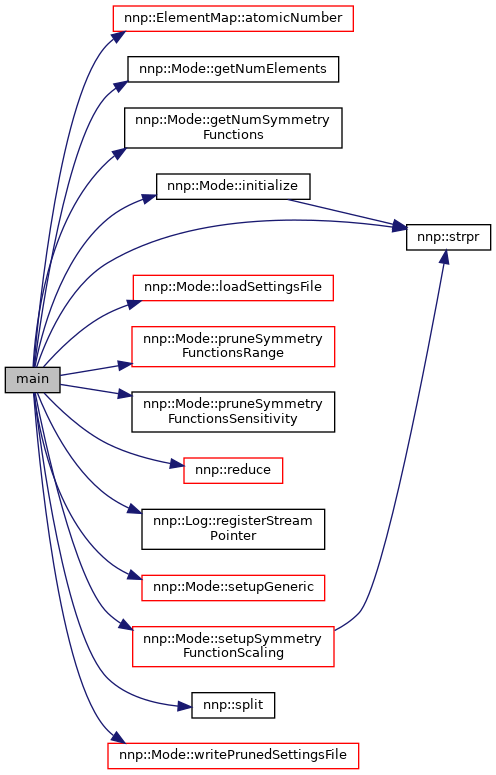 nnp::ElementMap::atomicNumber
nnp::Mode::getNumElements
nnp::Mode::getNumSymmetry
Functions
nnp::Mode::initialize
nnp::strpr
nnp::Mode::loadSettingsFile
nnp::Mode::pruneSymmetry
FunctionsRange
main
nnp::Mode::pruneSymmetry
FunctionsSensitivity
nnp::reduce
nnp::Log::registerStream
Pointer
nnp::Mode::setupGeneric
nnp::Mode::setupSymmetry
FunctionScaling
nnp::split
nnp::Mode::writePrunedSettingsFile